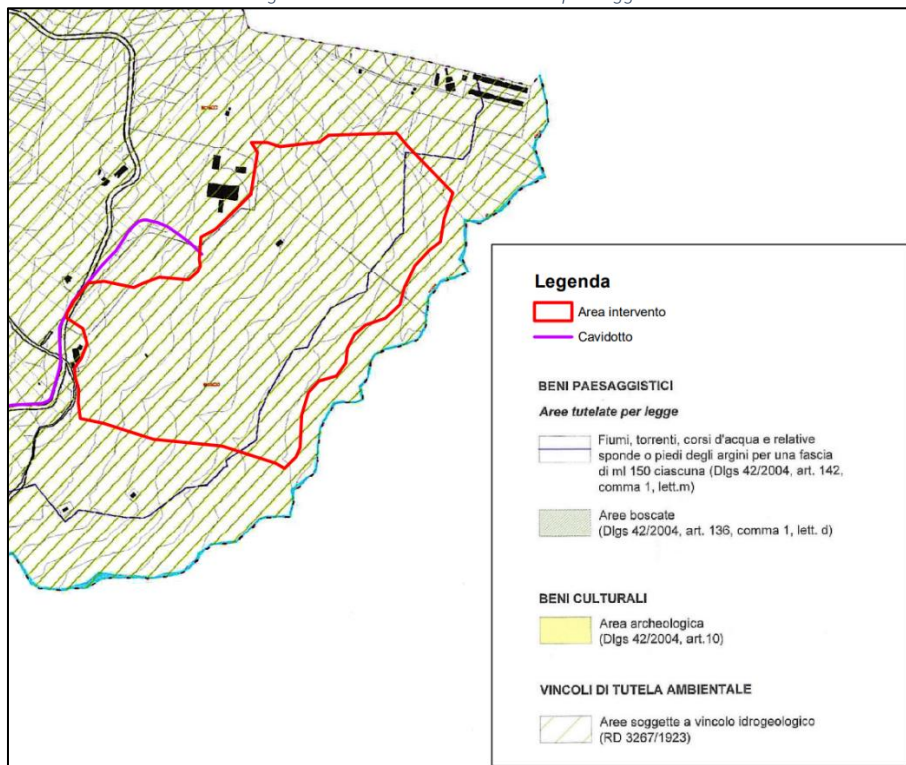 Legenda
Area intervento
Cavidotto
BENI PAESAGGISTICI
Aree tutelate per legge
Fiumi, torrenti, corsi d'acqua e relative
sponde o piedi degli argini per una fascia
di ml 150 ciascuna (Dlgs 42/2004, art. 142,
comma 1, lett.m)
Aree boscate
(Dlgs 42/2004, art. 136, comma 1, lett. d)
BENI CULTURALI
Area archeologica
(Dlgs 42/2004, art.10)
VINCOLI DI TUTELA AMBIENTALE
Aree soggette a vincolo idrogeologico
(RD 3267/1923)